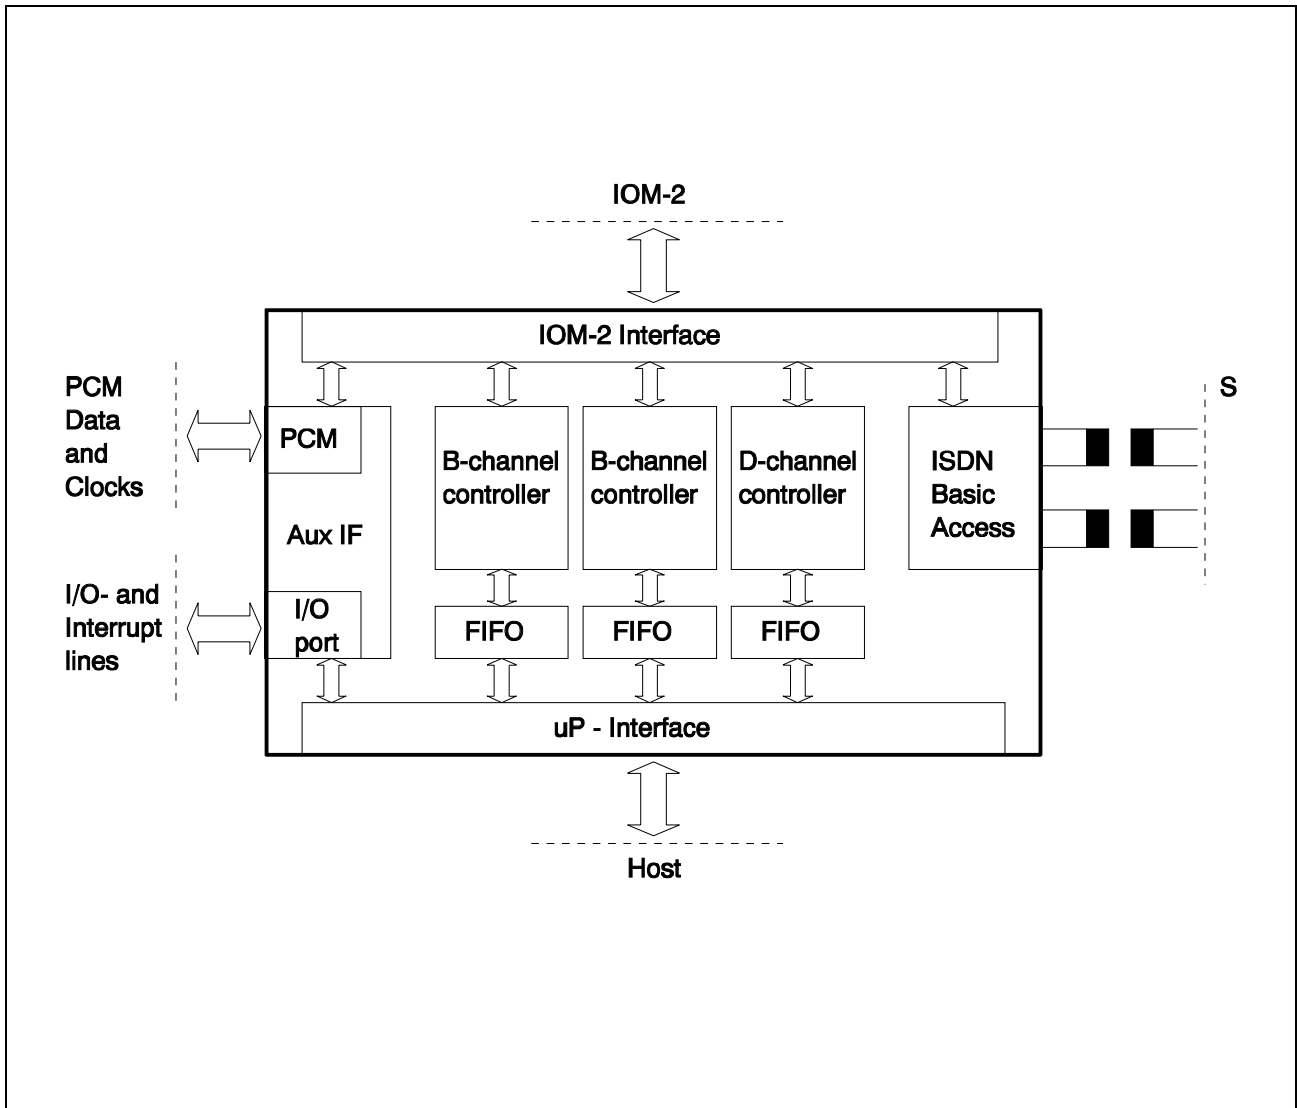 IOM-2
IOM-2 Interface
PCM
Data
and
Clocks
S
PCM
B-channel
controller
B-channel
controller
D-channel
controller
ISDN
Basic
Access
Aux IF
I/O- and
Interrupt
lines
I/O
port
FIFO
FIFO
FIFO
uP - Interface
Host